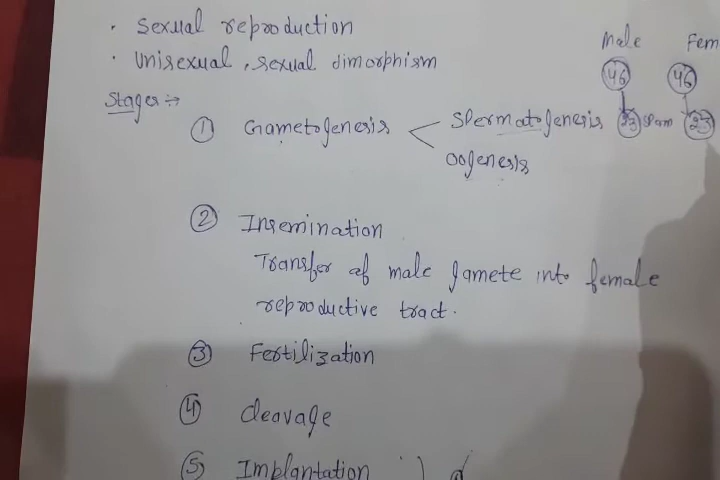 • Sexual reproduction
• Unisexual, sexual dimorphism
Male Fem
46 46
Stages :→
① Gametogenesis < Spermatogenesis 23 23
oogenesis
② Insemination
Transfer of male gamete into female
reproductive tract.
③ Fertilization
④ cleavage
⑤ Implantation